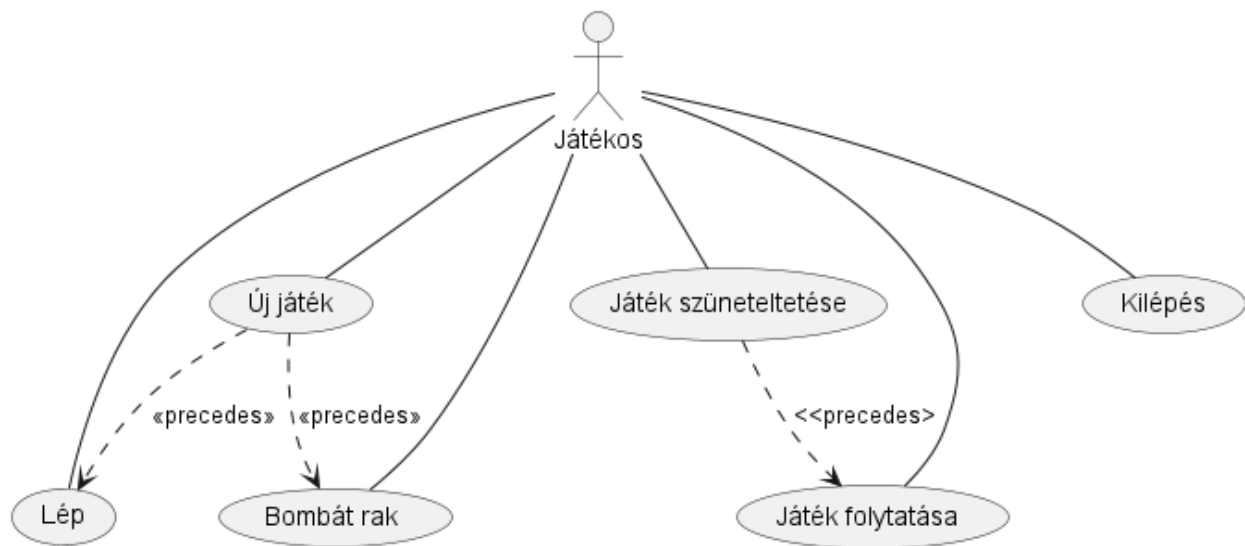 Játékos
Új játék
Játék szüneteltetése
Kilépés
«precedes»
«precedes»
<<precedes>
Lép
Bombát rak
Játék folytatása